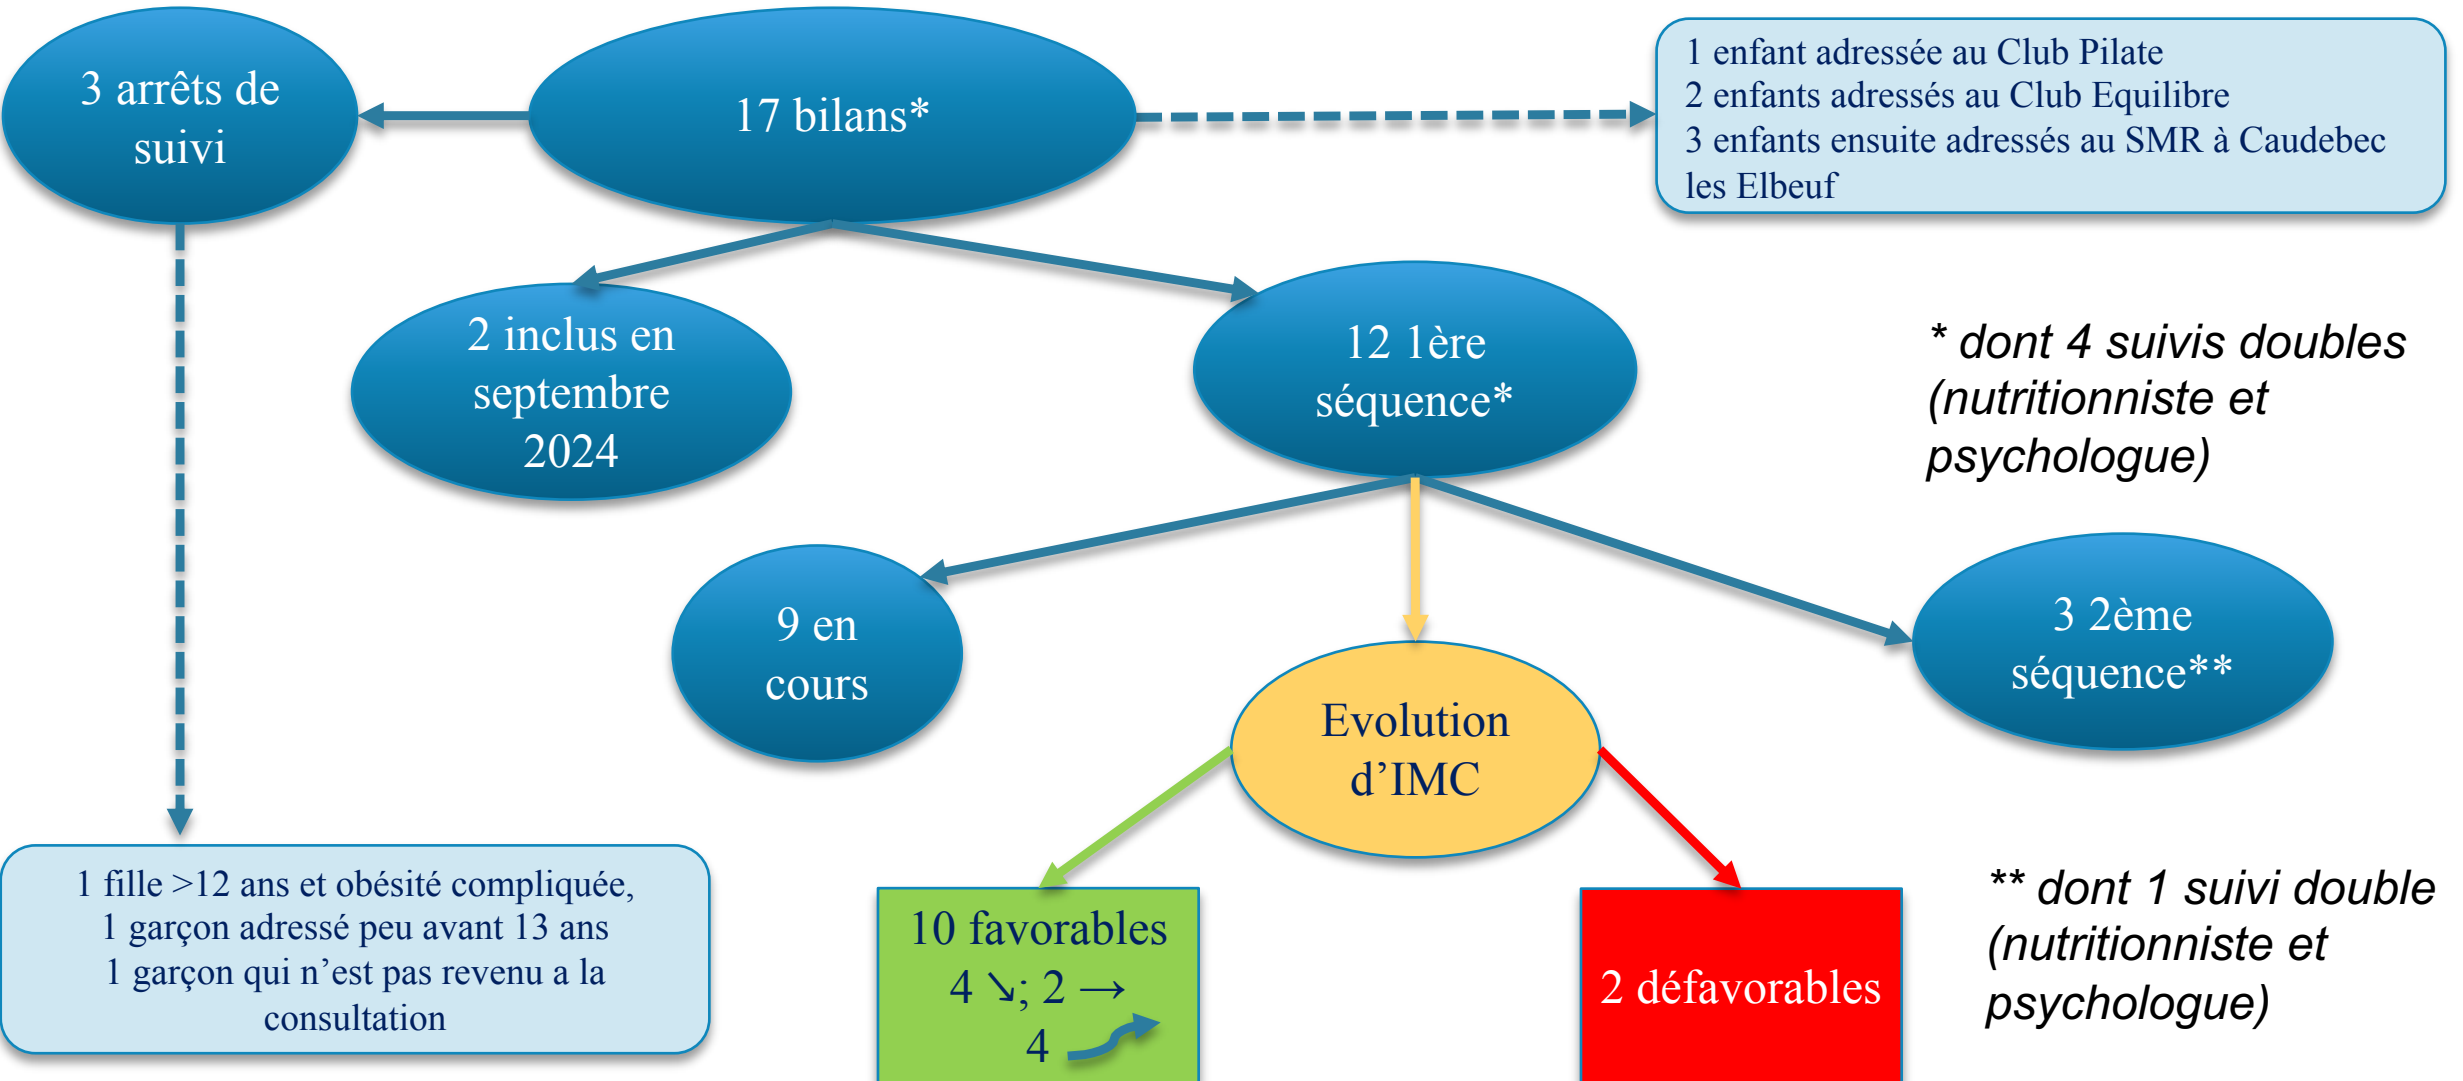 3 arrêts de
suivi
17 bilans*
1 enfant adressée au Club Pilate
2 enfants adressés au Club Equilibre
3 enfants ensuite adressés au SMR à Caudebec
les Elbeuf
2 inclus en
septembre
2024
12 1ère
séquence*
* dont 4 suivis doubles
(nutritionniste et
psychologue)
9 en
cours
Evolution
d’IMC
3 2ème
séquence**
1 fille >12 ans et obésité compliquée,
1 garçon adressé peu avant 13 ans
1 garçon qui n’est pas revenu a la
consultation
10 favorables
4 ↘; 2 →
4
2 défavorables
** dont 1 suivi double
(nutritionniste et
psychologue)